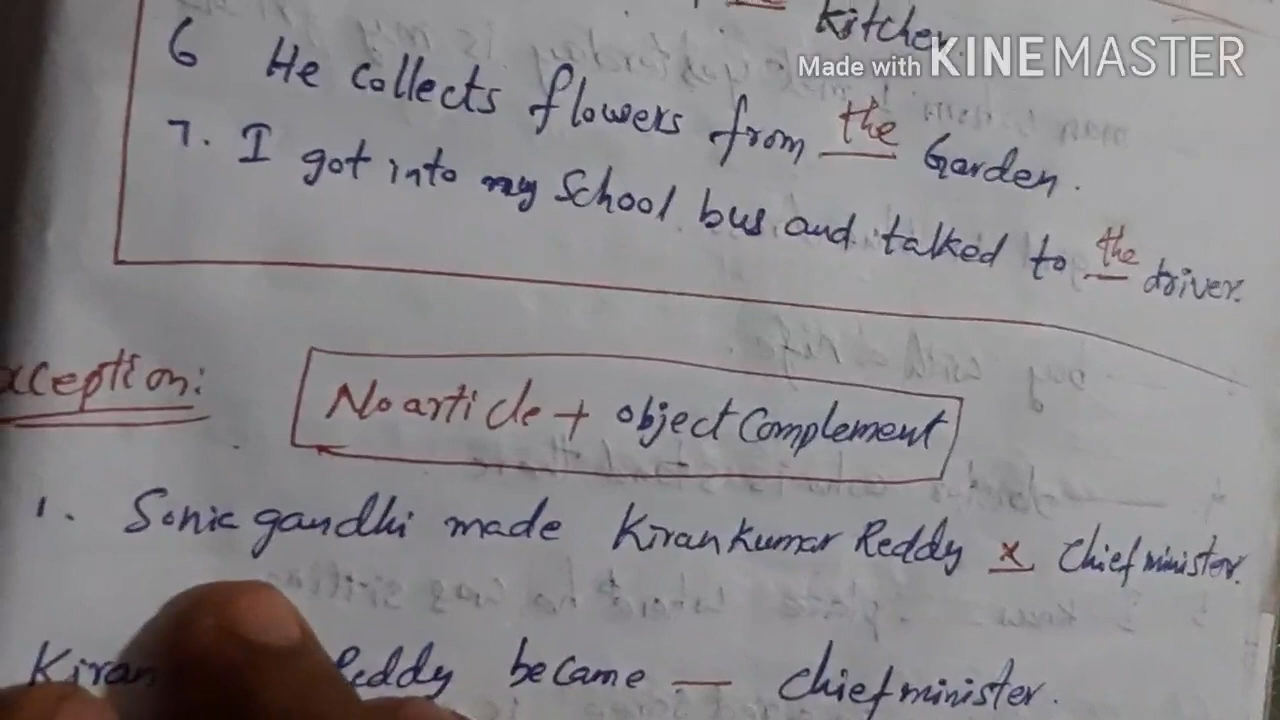 kitchen.
Made with KINEMASTER
6 He collects flowers from the Garden.
7. I got into my School bus and talked to the driver.
xception:
No article + object Complement
1. Sonia gandhi made Kiran kumar Reddy x Chief minister.
Kiran Reddy became — Chief minister.